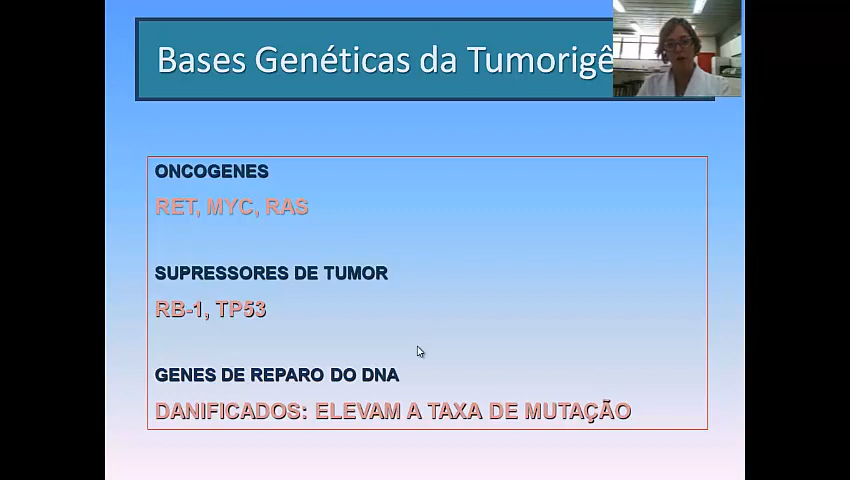 Bases Genéticas da Tumorigê
ONCOGENES
RET, MYC, RAS
SUPRESSORES DE TUMOR
RB-1, TP53
GENES DE REPARO DO DNA
DANIFICADOS: ELEVAM A TAXA DE MUTAÇÃO